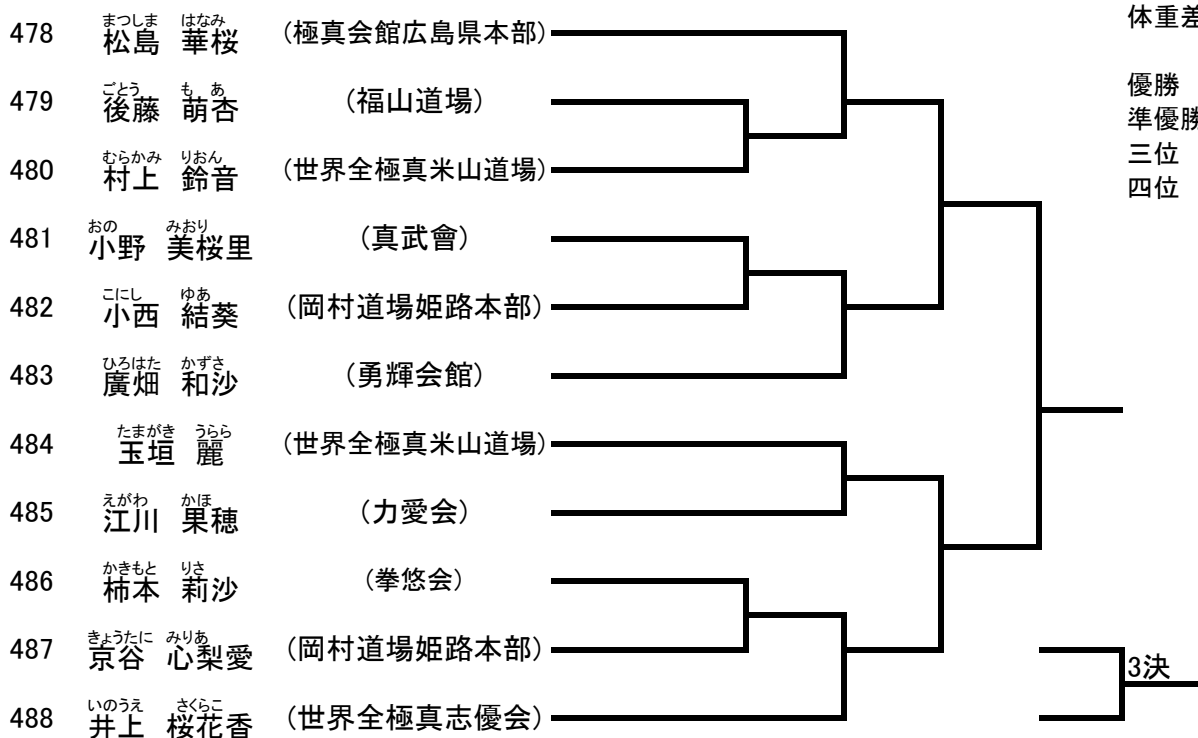 体重差
まつしま はなみ
478 松島 華桜 (極真会館広島県本部)
優勝
ごとう も あ
479 後藤 萌杏 (福山道場)
準優勝
三位
むらかみ りおん
480 村上 鈴音 (世界全極真米山道場)
四位
おの みおり
481 小野 美桜里 (真武會)
こにし ゆあ
482 小西 結葵 (岡村道場姫路本部)
ひろはた かずさ
483 廣畑 和沙 (勇輝会館)
たまがき うらら
484 玉垣 麗 (世界全極真米山道場)
えがわ かほ
485 江川 果穂 (力愛会)
かきもと りさ
486 柿本 莉沙 (拳悠会)
きょうたに みりあ
487 京谷 心梨愛 (岡村道場姫路本部)
3決
いのうえ さくらこ
488 井上 桜花香 (世界全極真志優会)